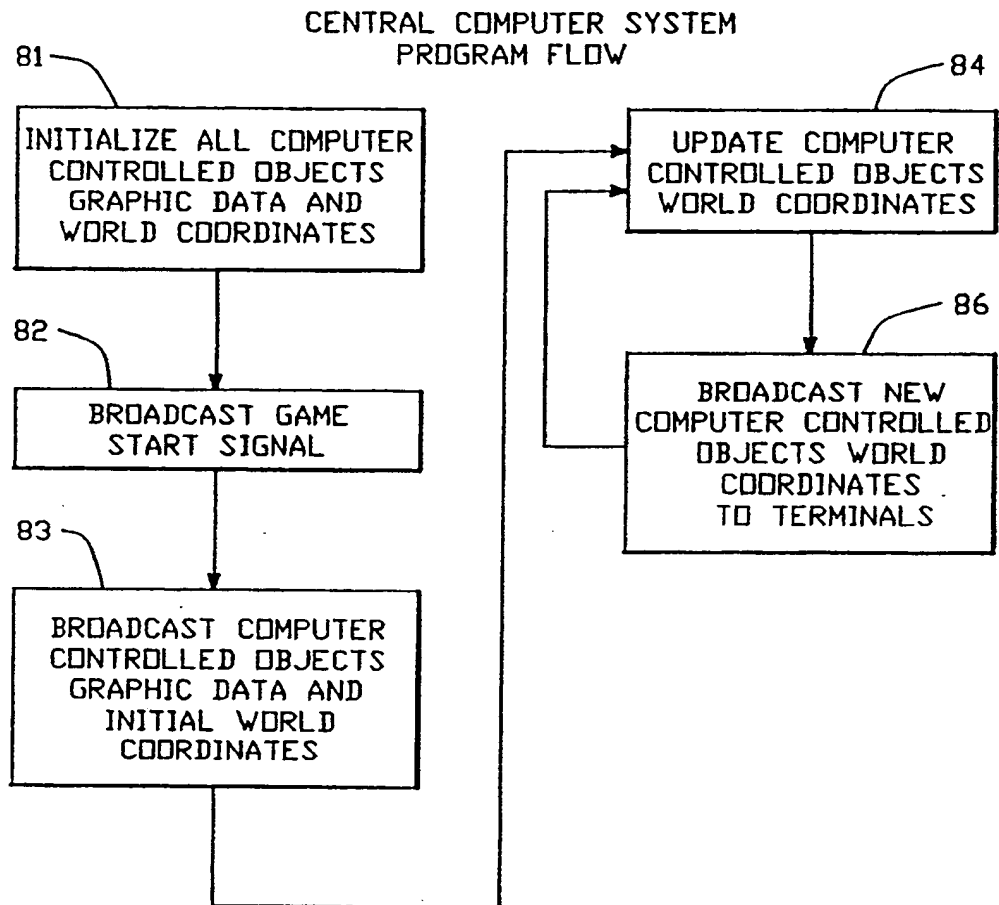 CENTRAL COMPUTER SYSTEM
PROGRAM FLOW
81
INITIALIZE ALL COMPUTER
CONTROLLED OBJECTS
GRAPHIC DATA AND
WORLD COORDINATES
82
BROADCAST GAME
START SIGNAL
83
BROADCAST COMPUTER
CONTROLLED OBJECTS
GRAPHIC DATA AND
INITIAL WORLD
COORDINATES
84
UPDATE COMPUTER
CONTROLLED OBJECTS
WORLD COORDINATES
86
BROADCAST NEW
COMPUTER CONTROLLED
OBJECTS WORLD
COORDINATES
TO TERMINALS